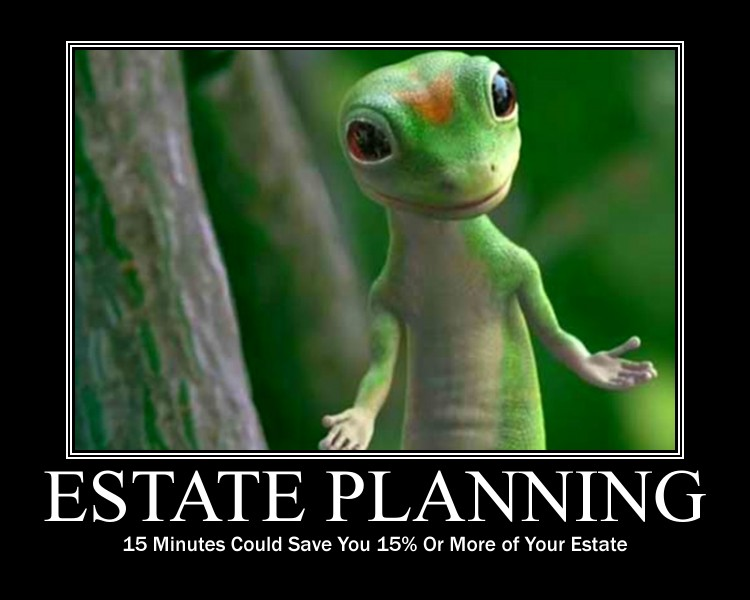 ESTATE PLANNING
15 Minutes Could Save You 15% Or More of Your Estate